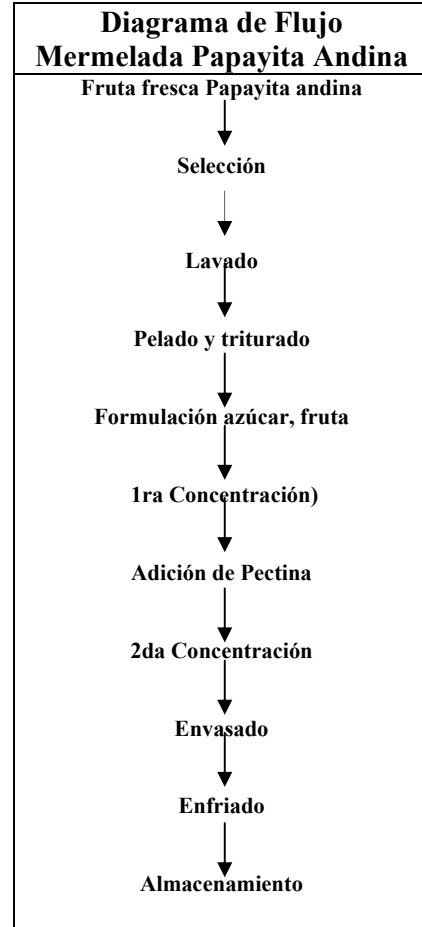 Diagrama de Flujo
Mermelada Papayita Andina
Fruta fresca Papayita andina
Selección
Lavado
Pelado y triturado
Formulación azúcar, fruta
1ra Concentración)
Adición de Pectina
2da Concentración
Envasado
Enfriado
Almacenamiento